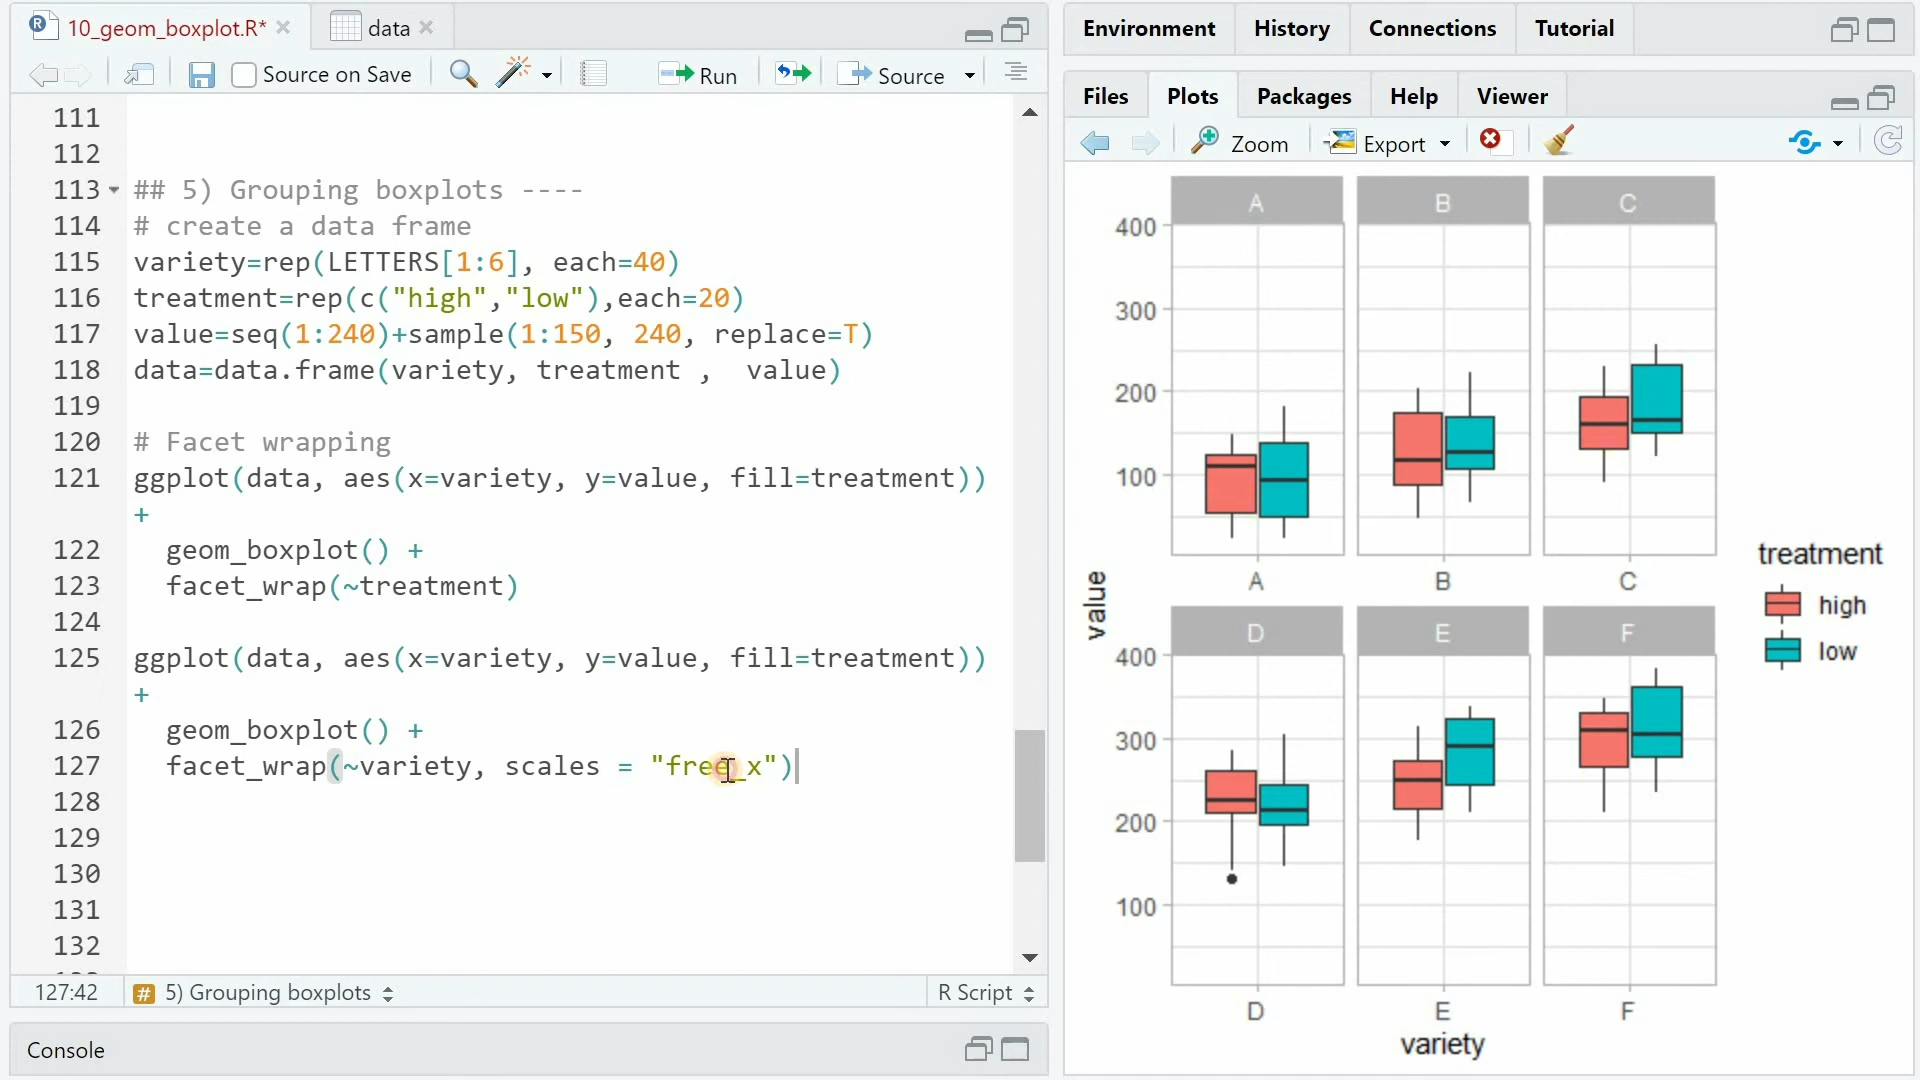 10_geom_boxplot.R*
data
Source on Save
Run
Source
111
112
113 ## 5) Grouping boxplots ----
114 # create a data frame
115 variety=rep(LETTERS[1:6], each=40)
116 treatment=rep(c("high","low"),each=20)
117 value=seq(1:240)+sample(1:150, 240, replace=T)
118 data=data.frame(variety, treatment ,  value)
119
120 # Facet wrapping
121 ggplot(data, aes(x=variety, y=value, fill=treatment))
+
122 geom_boxplot() +
123 facet_wrap(~treatment)
124
125 ggplot(data, aes(x=variety, y=value, fill=treatment))
+
126 geom_boxplot() +
127 facet_wrap(~variety, scales = "free_x")
128
129
130
131
132
127:42
# 5) Grouping boxplots
R Script
Console
Environment
History
Connections
Tutorial
Files
Plots
Packages
Help
Viewer
Zoom
Export
A B C
400
300
200
100
A B C
value
D E F
400
300
200
100
D E F
variety
treatment
high
low